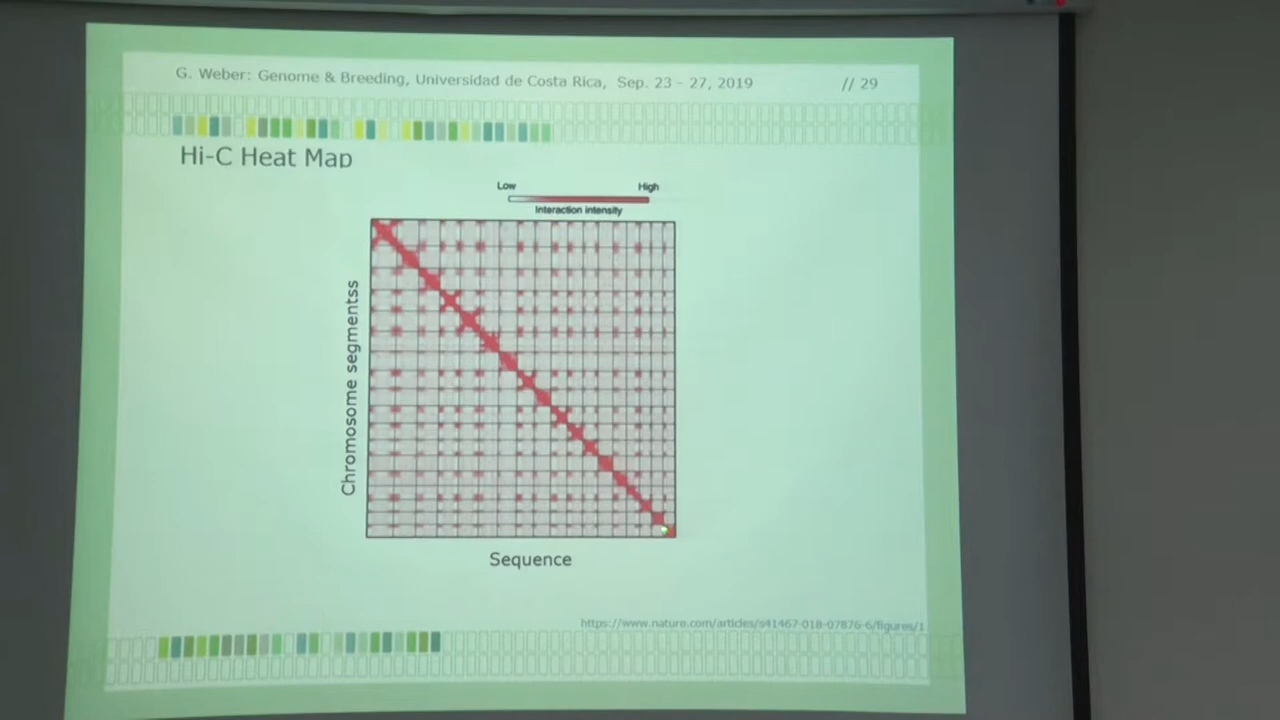 G. Weber: Genome & Breeding, Universidad de Costa Rica, Sep. 23 – 27, 2019 // 29
Hi-C Heat Map
Low High
Interaction intensity
Chromosome segmentss
Sequence
https://www.nature.com/articles/s41467-018-07876-6/figures/1